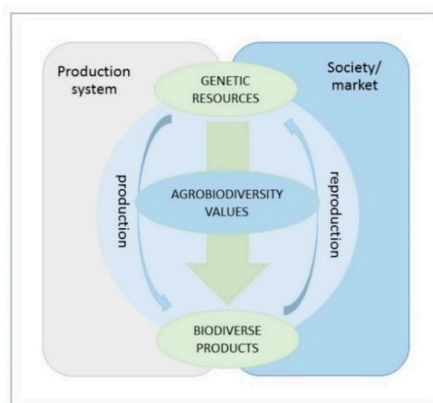 Production
system
Society/
market
GENETIC
RESOURCES
production
AGROBIODIVERSITY
VALUES
reproduction
BIODIVERSE
PRODUCTS